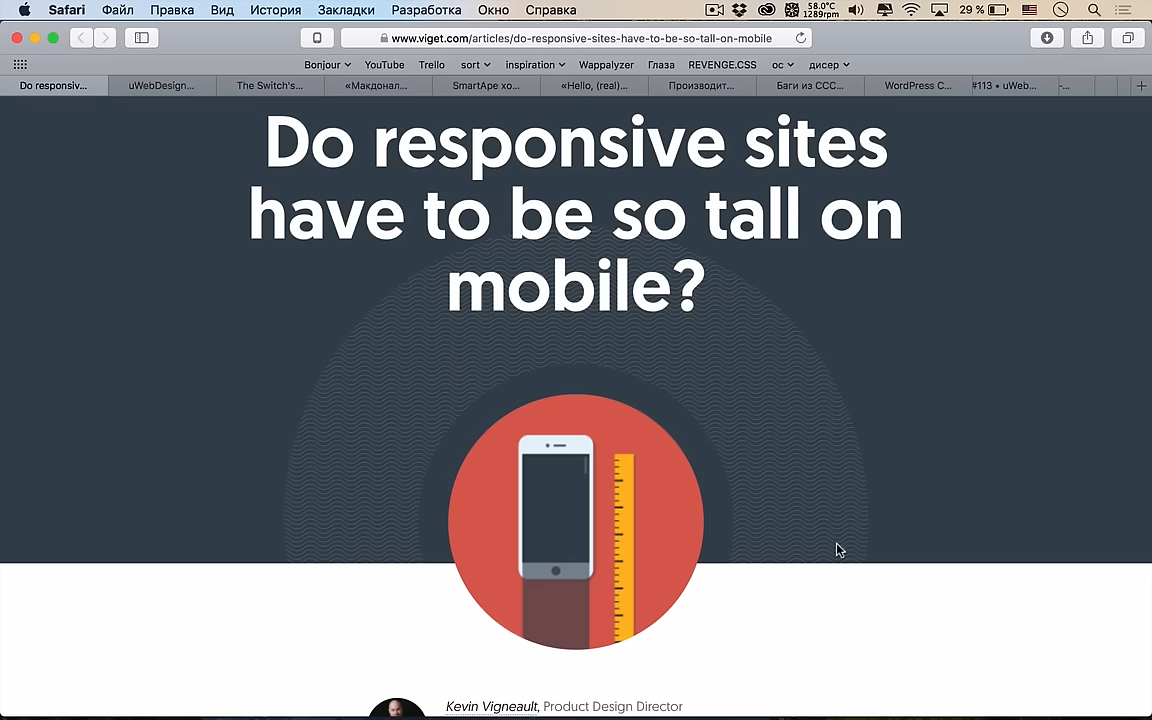 Safari Файл Правка Вид История Закладки Разработка Окно Справка 58.0°C 1289rpm 29 %
www.viget.com/articles/do-responsive-sites-have-to-be-so-tall-on-mobile
Bonjour YouTube Trello sort inspiration Wappalyzer Глаза REVENGE.CSS ос дисер
Do responsiv... uWebDesign... The Switch's... «Макдонал... SmartApe хо... «Hello, (real)... Производит... Баги из ССС... WordPress C... #113 • uWeb... -...
Do responsive sites
have to be so tall on
mobile?
Kevin Vigneault, Product Design Director